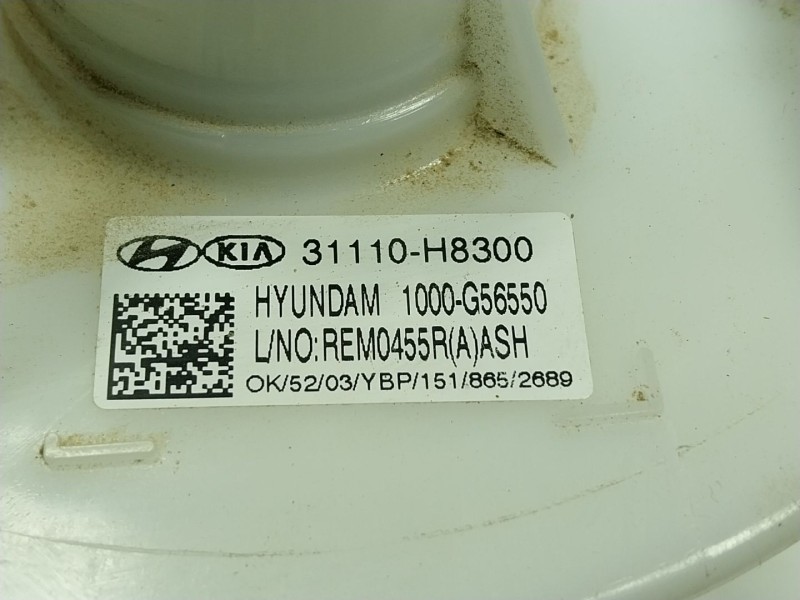 KIA 31110-H8300
HYUNDAM 1000-G56550
L/NO:REM0455R(A)ASH
OK/52/03/YBP/151/865/2689